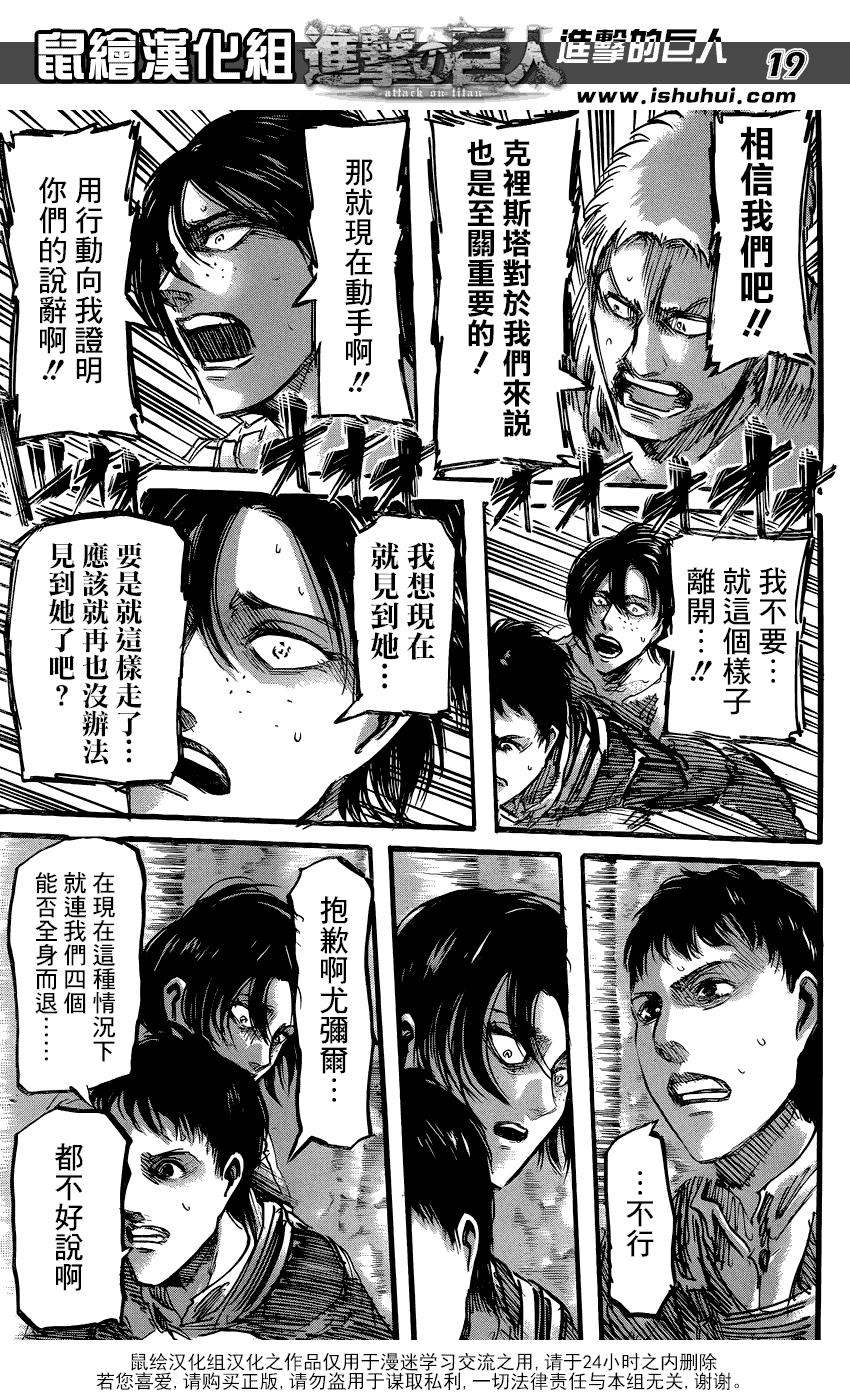 鼠繪漢化組
進撃の巨人
attack on titan
進擊的巨人
19
www.ishuhui.com
相信我們吧!!
克裡斯塔對於我們來說
也是至關重要的!
那就現在動手啊!!
用行動向我證明
你們的說辭啊!!
オオオオオオオオ
我不要…
就這個樣子
離開…!!
我想現在
就見到她…
要是就這樣走了…
應該就再也沒辦法
見到她了吧?
…不行
抱歉啊尤彌爾…
在現在這種情況下
就連我們四個
能否全身而退……
都不好說啊
鼠绘汉化组汉化之作品仅用于漫迷学习交流之用, 请于24小时之内删除
若您喜爱, 请购买正版, 请勿盗用于谋取私利, 一切法律责任与本组无关, 谢谢。